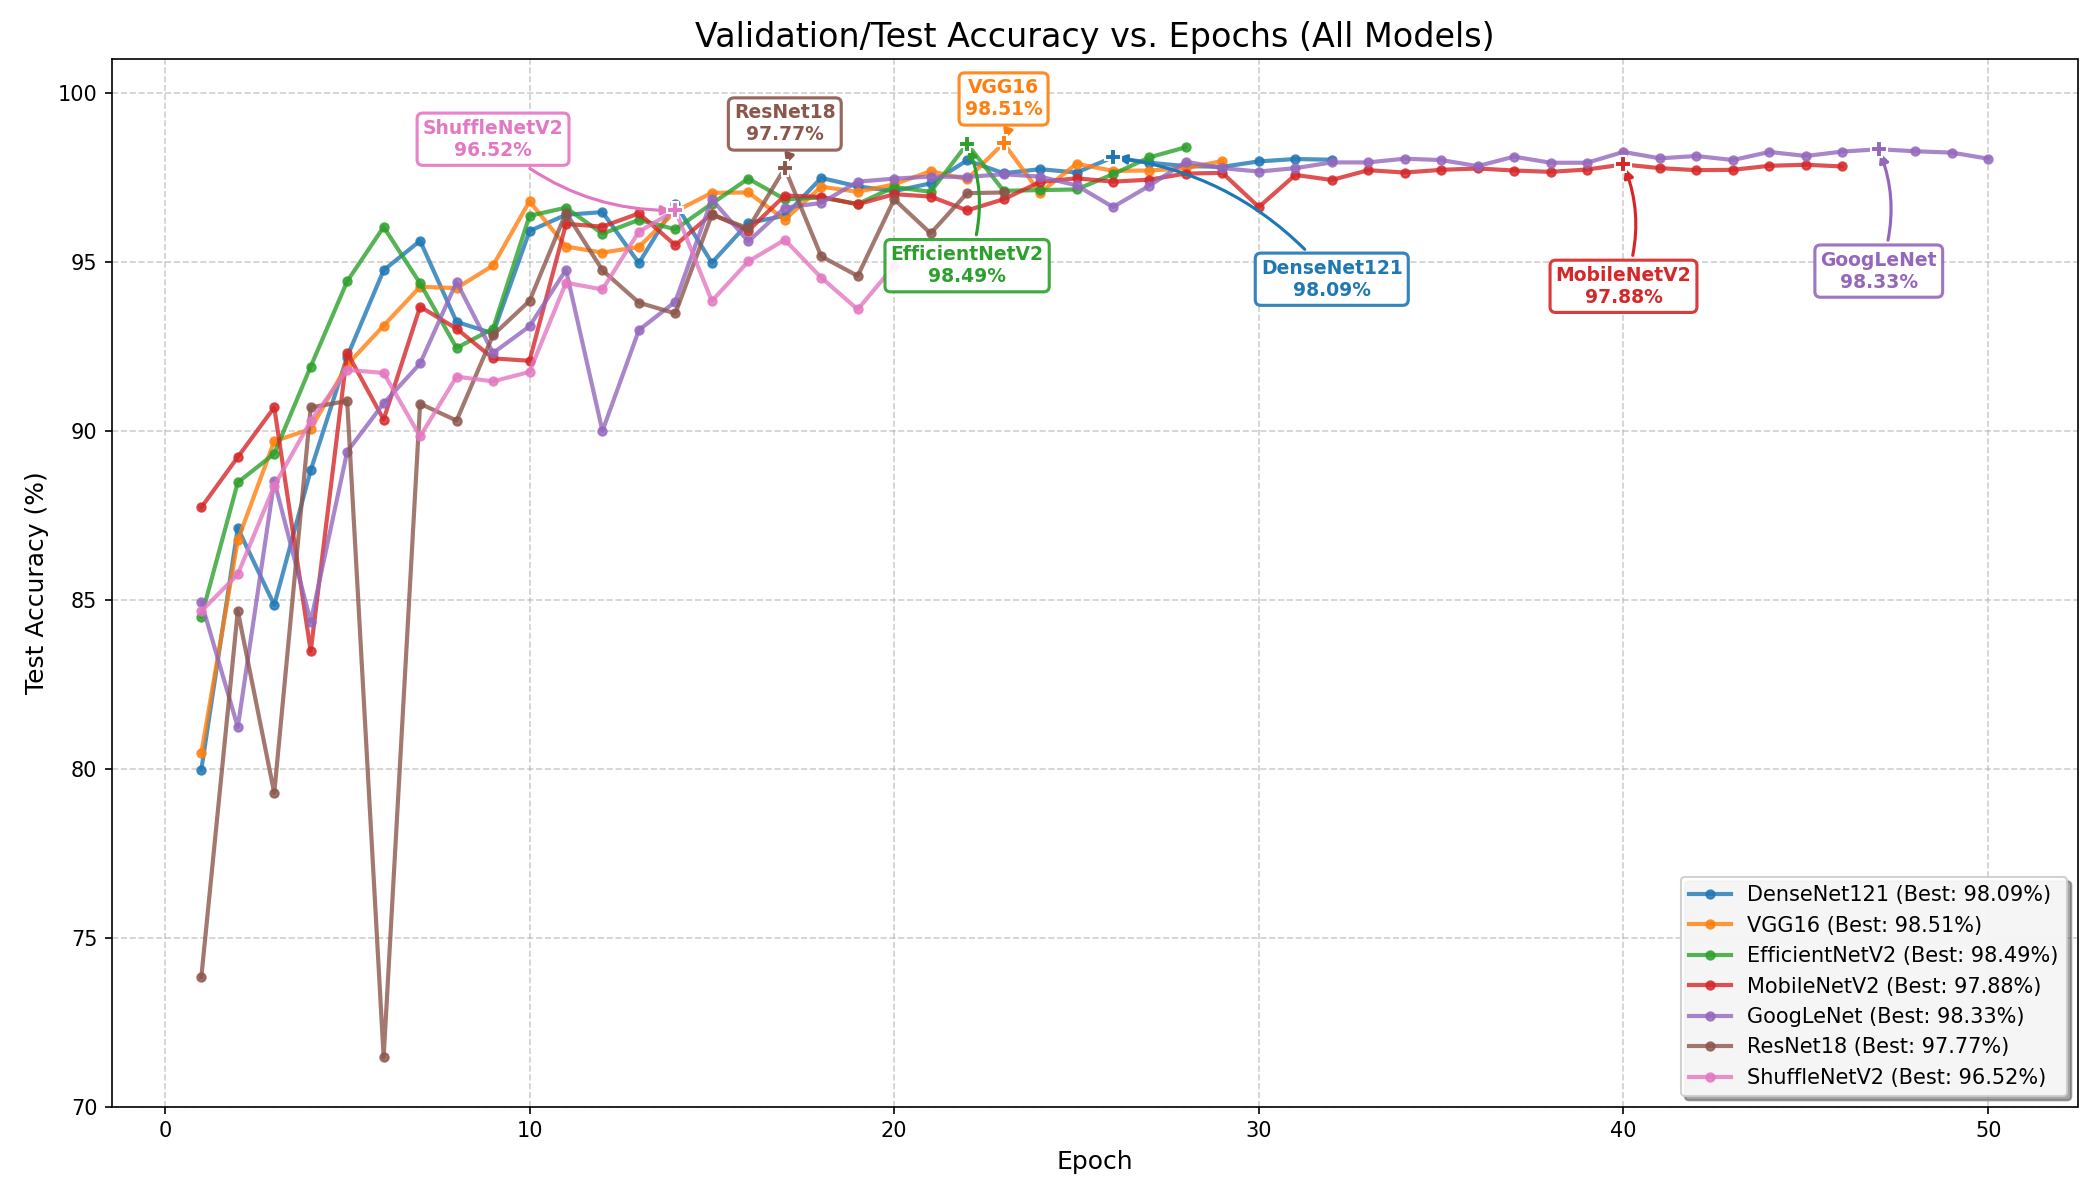 Validation/Test Accuracy vs. Epochs (All Models)
VGG16
98.51%
ResNet18
97.77%
ShuffleNetV2
96.52%
EfficientNetV2
98.49%
DenseNet121
98.09%
MobileNetV2
97.88%
GoogLeNet
98.33%
Test Accuracy (%)
100
95
90
85
80
75
70
0
10
20
30
40
50
Epoch
DenseNet121 (Best: 98.09%)
VGG16 (Best: 98.51%)
EfficientNetV2 (Best: 98.49%)
MobileNetV2 (Best: 97.88%)
GoogLeNet (Best: 98.33%)
ResNet18 (Best: 97.77%)
ShuffleNetV2 (Best: 96.52%)